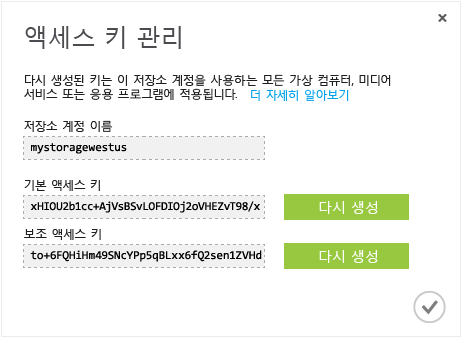 액세스 키 관리
다시 생성된 키는 이 저장소 계정을 사용하는 모든 가상 컴퓨터, 미디어
서비스 또는 응용 프로그램에 적용됩니다. 더 자세히 알아보기
저장소 계정 이름
mystoragewestus
기본 액세스 키
xHIOU2b1cc+AjVsBSvLOFDIOj2oVHEZvT98/x 다시 생성
보조 액세스 키
to+6FQHiHm49SNcYPp5qBLxx6fQ2sen1ZVHd 다시 생성